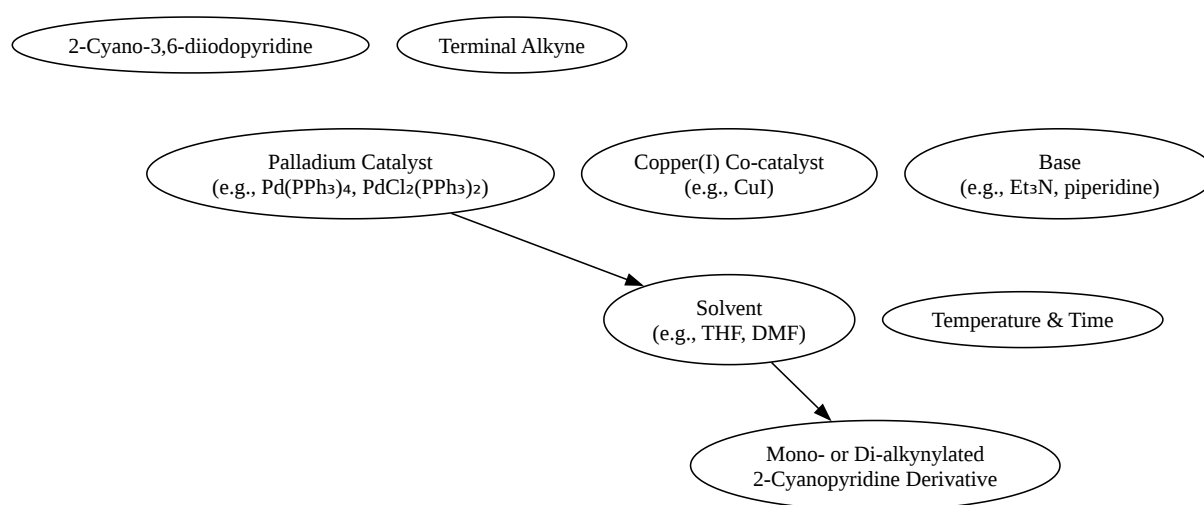 2-Cyano-3,6-diiodopyridine
Terminal Alkyne
Palladium Catalyst
(e.g., Pd(PPh₃)₄, PdCl₂(PPh₃)₂)
Copper(I) Co-catalyst
(e.g., CuI)
Base
(e.g., Et₃N, piperidine)
Solvent
(e.g., THF, DMF)
Temperature & Time
Mono- or Di-alkynylated
2-Cyanopyridine Derivative